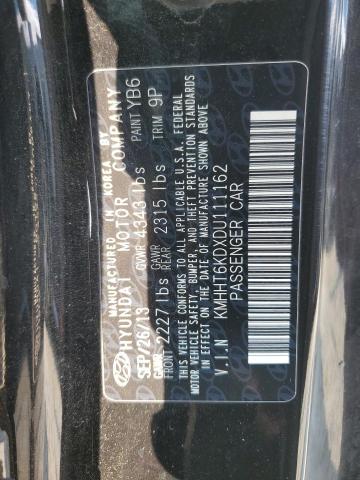 MANUFACTURED IN KOREA BY
HYUNDAI MOTOR COMPANY
SEP/26/13 GVWR 4343 lbs PAINT YB6
GAWR FRONT 2227 lbs GAWR REAR 2315 lbs TRIM 9P
THIS VEHICLE CONFORMS TO ALL APPLICABLE U.S.A. FEDERAL
MOTOR VEHICLE SAFETY, BUMPER, AND THEFT PREVENTION STANDARDS
IN EFFECT ON THE DATE OF MANUFACTURE SHOWN ABOVE.
V.I.N KMHHT6KDXDU111162
PASSENGER CAR